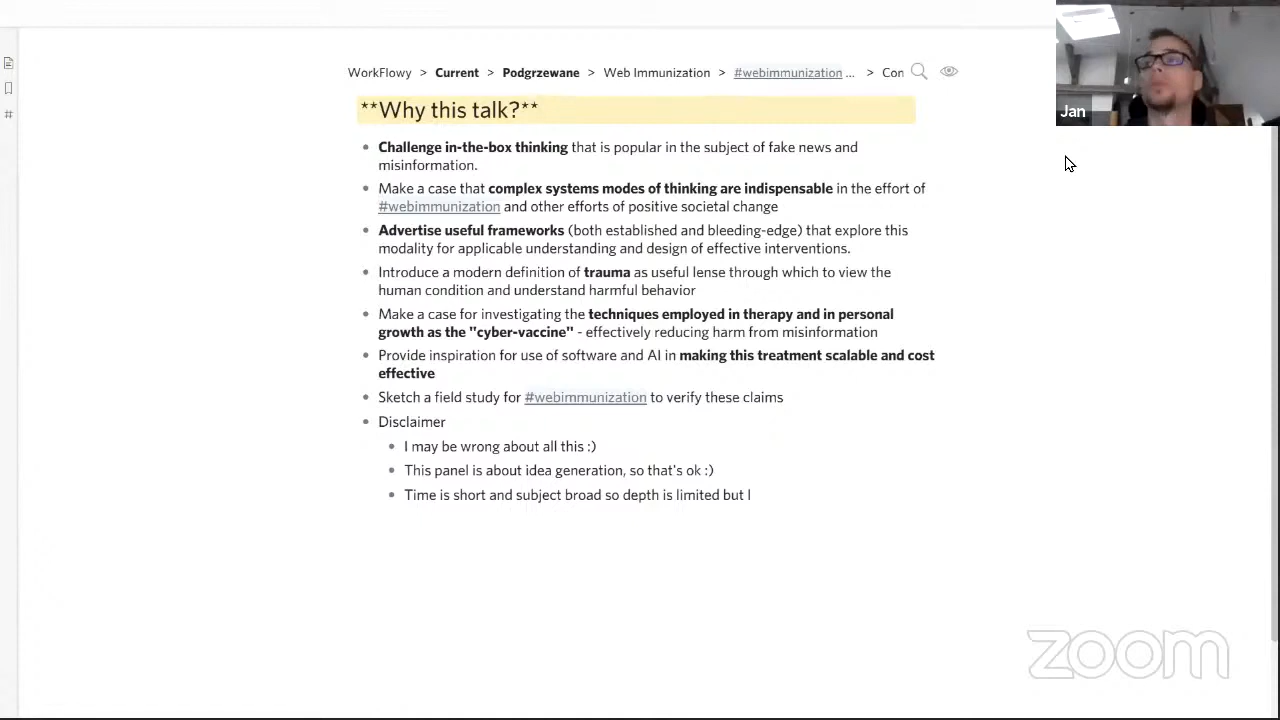 WorkFlowy > Current > Podgrzewane > Web Immunization > #webimmunization ... > Con
Jan
**Why this talk?**
Challenge in-the-box thinking that is popular in the subject of fake news and
misinformation.
Make a case that complex systems modes of thinking are indispensable in the effort of
#webimmunization and other efforts of positive societal change
Advertise useful frameworks (both established and bleeding-edge) that explore this
modality for applicable understanding and design of effective interventions.
Introduce a modern definition of trauma as useful lense through which to view the
human condition and understand harmful behavior
Make a case for investigating the techniques employed in therapy and in personal
growth as the "cyber-vaccine" - effectively reducing harm from misinformation
Provide inspiration for use of software and AI in making this treatment scalable and cost
effective
Sketch a field study for #webimmunization to verify these claims
Disclaimer
I may be wrong about all this :)
This panel is about idea generation, so that's ok :)
Time is short and subject broad so depth is limited but I
zoom